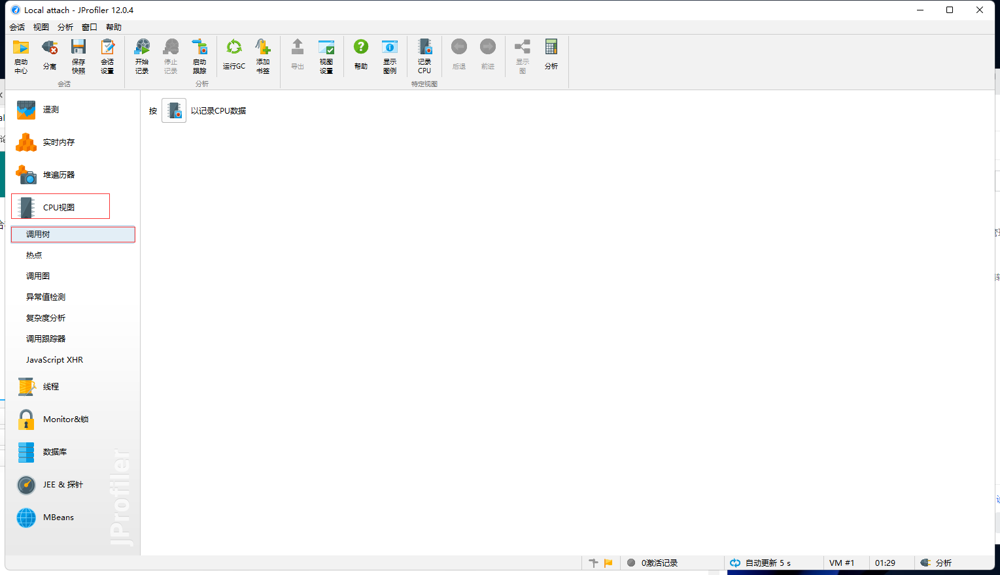 Local attach - JProfiler 12.0.4
会话 视图 分析 窗口 帮助
启动中心 分离 保存快照 会话设置 开始记录 停止记录 启动跟踪 运行GC 添加书签 导出 视图设置 帮助 显示图例 记录CPU 后退 前进 显示图 分析
会话 分析 特定视图
遥测
按 以记录CPU数据
实时内存
堆遍历器
CPU视图
调用树
热点
调用图
异常值检测
复杂度分析
调用跟踪器
JavaScript XHR
线程
Monitor&锁
数据库
JEE & 探针
MBeans
JProfiler
0激活记录 自动更新 5 s VM #1 01:29 分析